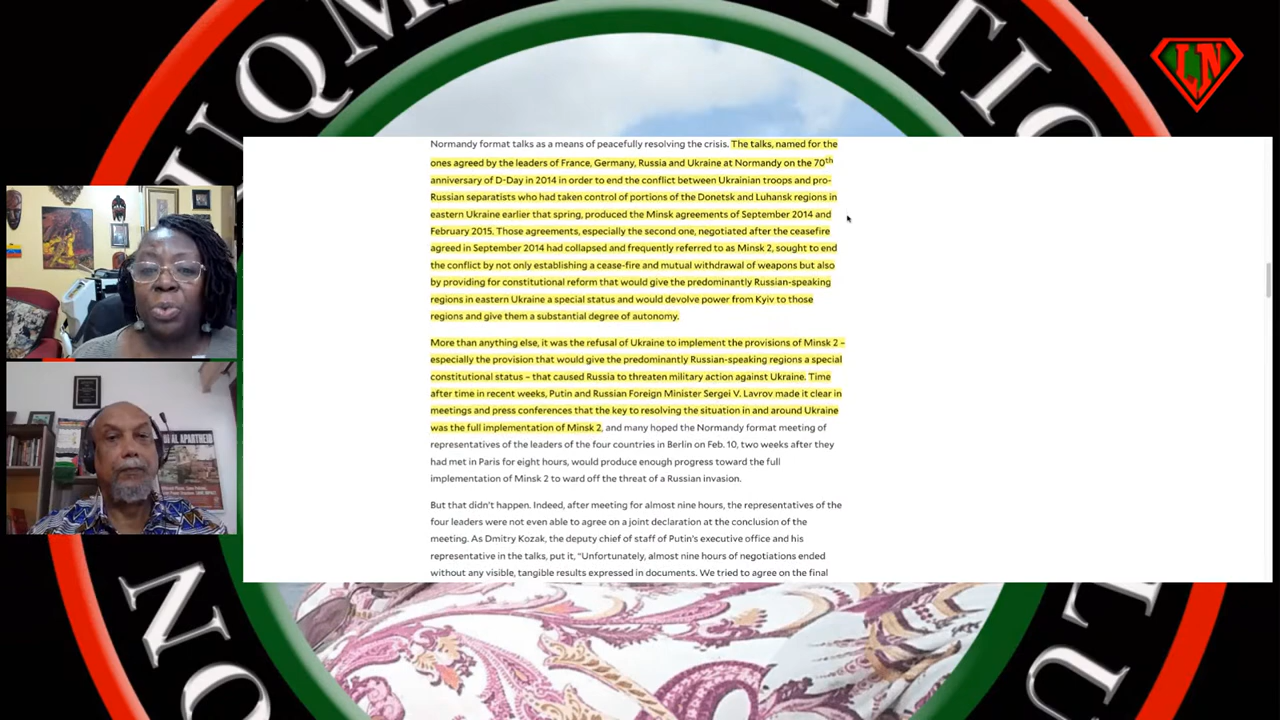 LUQMAN NATION
LN
Normandy format talks as a means of peacefully resolving the crisis. The talks, named for the
ones agreed by the leaders of France, Germany, Russia and Ukraine at Normandy on the 70th
anniversary of D-Day in 2014 in order to end the conflict between Ukrainian troops and pro-
Russian separatists who had taken control of portions of the Donetsk and Luhansk regions in
eastern Ukraine earlier that spring, produced the Minsk agreements of September 2014 and
February 2015. Those agreements, especially the second one, negotiated after the ceasefire
agreed in September 2014 had collapsed and frequently referred to as Minsk 2, sought to end
the conflict by not only establishing a cease-fire and mutual withdrawal of weapons but also
by providing for constitutional reform that would give the predominantly Russian-speaking
regions in eastern Ukraine a special status and would devolve power from Kyiv to those
regions and give them a substantial degree of autonomy.
More than anything else, it was the refusal of Ukraine to implement the provisions of Minsk 2 –
especially the provision that would give the predominantly Russian-speaking regions a special
constitutional status – that caused Russia to threaten military action against Ukraine. Time
after time in recent weeks, Putin and Russian Foreign Minister Sergei V. Lavrov made it clear in
meetings and press conferences that the key to resolving the situation in and around Ukraine
was the full implementation of Minsk 2, and many hoped the Normandy format meeting of
representatives of the leaders of the four countries in Berlin on Feb. 10, two weeks after they
had met in Paris for eight hours, would produce enough progress toward the full
implementation of Minsk 2 to ward off the threat of a Russian invasion.
But that didn't happen. Indeed, after meeting for almost nine hours, the representatives of the
four leaders were not even able to agree on a joint declaration at the conclusion of the
meeting. As Dmitry Kozak, the deputy chief of staff of Putin's executive office and his
representative in the talks, put it, "Unfortunately, almost nine hours of negotiations ended
without any visible, tangible results expressed in documents. We tried to agree on the final
AL APARTHEID